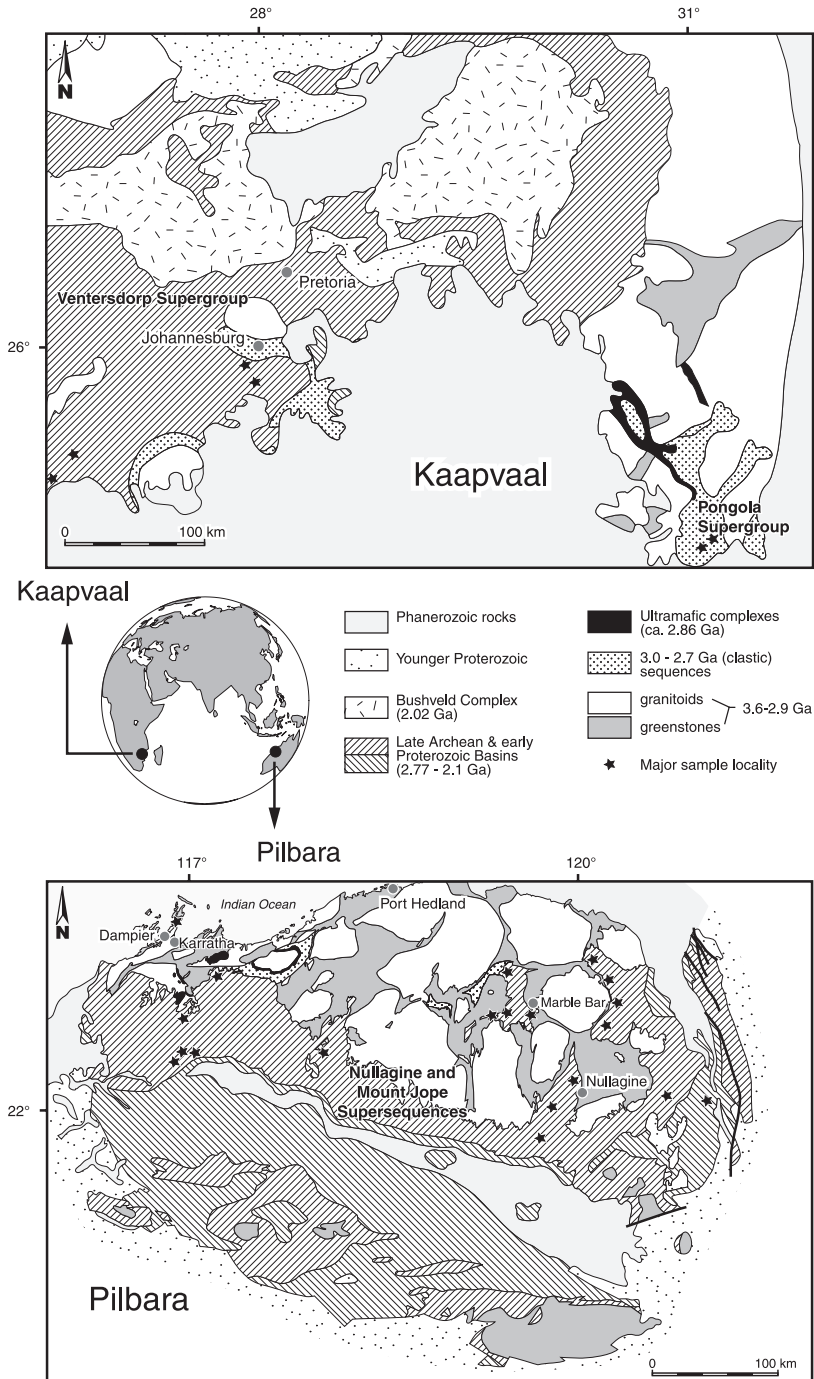 28°
31°
N
Pretoria
Ventersdorp Supergroup
Johannesburg
26°
Kaapvaal
Pongola
Supergroup
0
100 km
Kaapvaal
Phanerozoic rocks
Younger Proterozoic
Bushveld Complex
(2.02 Ga)
Late Archean & early
Proterozoic Basins
(2.77 - 2.1 Ga)
Ultramafic complexes
(ca. 2.86 Ga)
3.0 - 2.7 Ga (clastic)
sequences
granitoids
greenstones
3.6-2.9 Ga
Major sample locality
Pilbara
117°
120°
N
Indian Ocean
Port Hedland
Dampier
Karratha
Marble Bar
Nullagine and
Mount Jope
Supersequences
Nullagine
22°
Pilbara
0
100 km